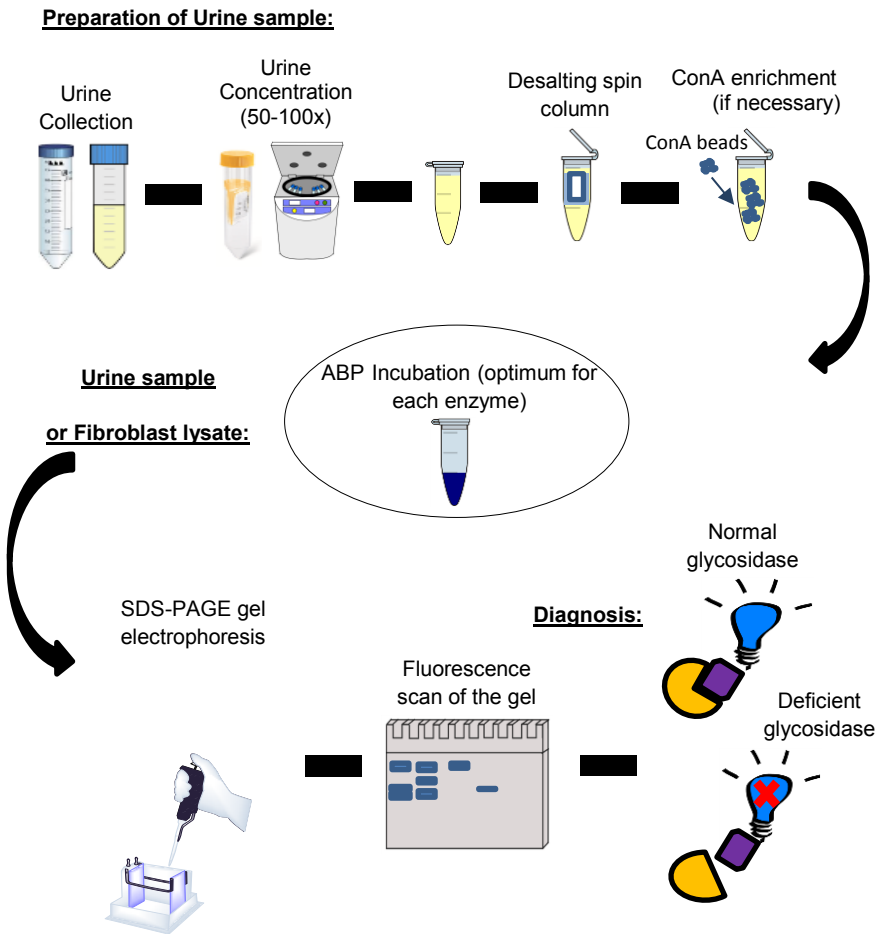 Preparation of Urine sample:
Urine
Collection
Urine
Concentration
(50-100x)
Desalting spin
column
ConA enrichment
(if necessary)
ConA beads
Urine sample
or Fibroblast lysate:
ABP Incubation (optimum for
each enzyme)
SDS-PAGE gel
electrophoresis
Fluorescence
scan of the gel
Diagnosis:
Normal
glycosidase
Deficient
glycosidase